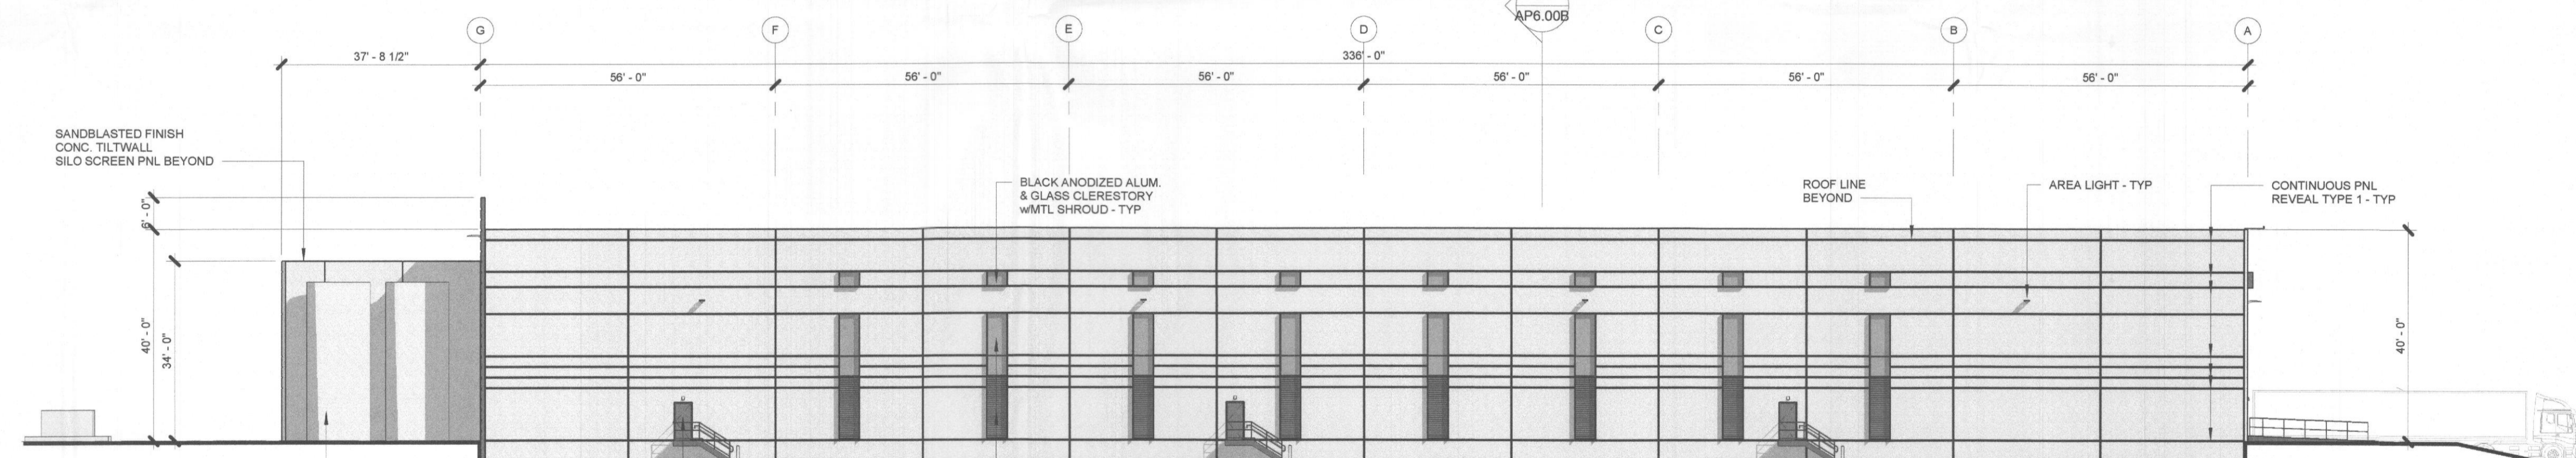 AP6.00B
G
F
E
D
C
B
A
37' - 8 1/2"
336' - 0"
56' - 0"
56' - 0"
56' - 0"
56' - 0"
56' - 0"
56' - 0"
SANDBLASTED FINISH
CONC. TILTWALL
SILO SCREEN PNL BEYOND
BLACK ANODIZED ALUM.
& GLASS CLERESTORY
w/MTL SHROUD - TYP
ROOF LINE
BEYOND
AREA LIGHT - TYP
CONTINUOUS PNL
REVEAL TYPE 1 - TYP
6' - 0"
40' - 0"
34' - 0"
40' - 0"